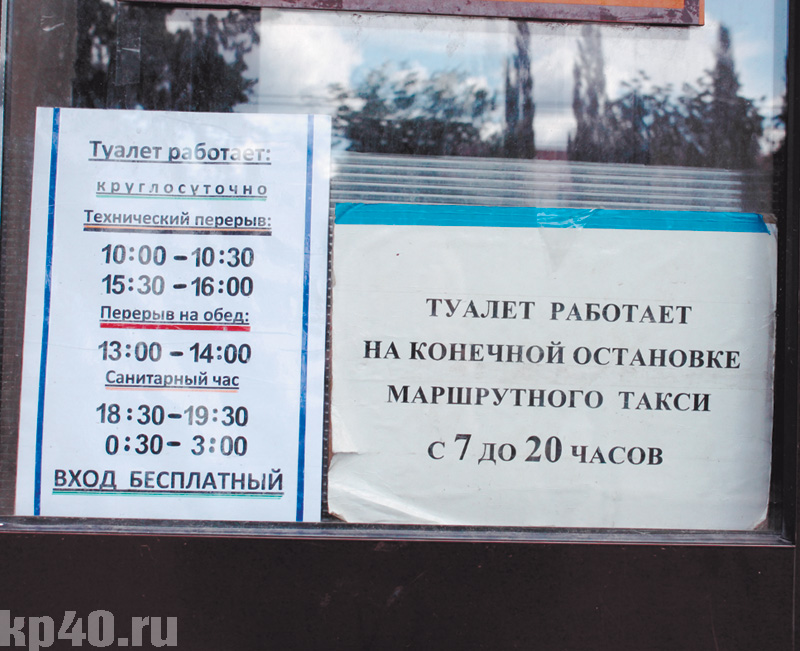 Туалет работает:
круглосуточно
Технический перерыв:
10:00 - 10:30
15:30 - 16:00
Перерыв на обед:
13:00 - 14:00
Санитарный час
18:30-19:30
0:30- 3:00
ВХОД БЕСПЛАТНЫЙ
ТУАЛЕТ РАБОТАЕТ
НА КОНЕЧНОЙ ОСТАНОВКЕ
МАРШРУТНОГО ТАКСИ
С 7 ДО 20 ЧАСОВ
kp40.ru